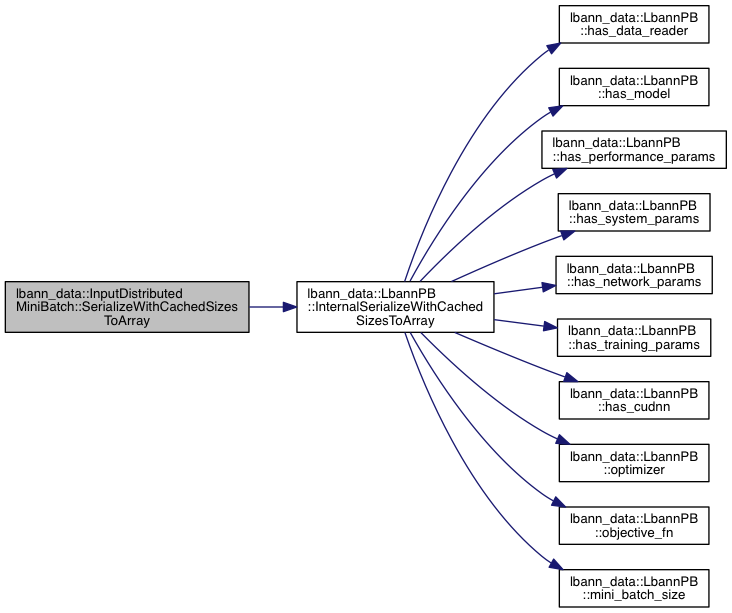 lbann_data::InputDistributed
MiniBatch::SerializeWithCachedSizes
ToArray
lbann_data::LbannPB
::InternalSerializeWithCached
SizesToArray
lbann_data::LbannPB
::has_data_reader
lbann_data::LbannPB
::has_model
lbann_data::LbannPB
::has_performance_params
lbann_data::LbannPB
::has_system_params
lbann_data::LbannPB
::has_network_params
lbann_data::LbannPB
::has_training_params
lbann_data::LbannPB
::has_cudnn
lbann_data::LbannPB
::optimizer
lbann_data::LbannPB
::objective_fn
lbann_data::LbannPB
::mini_batch_size